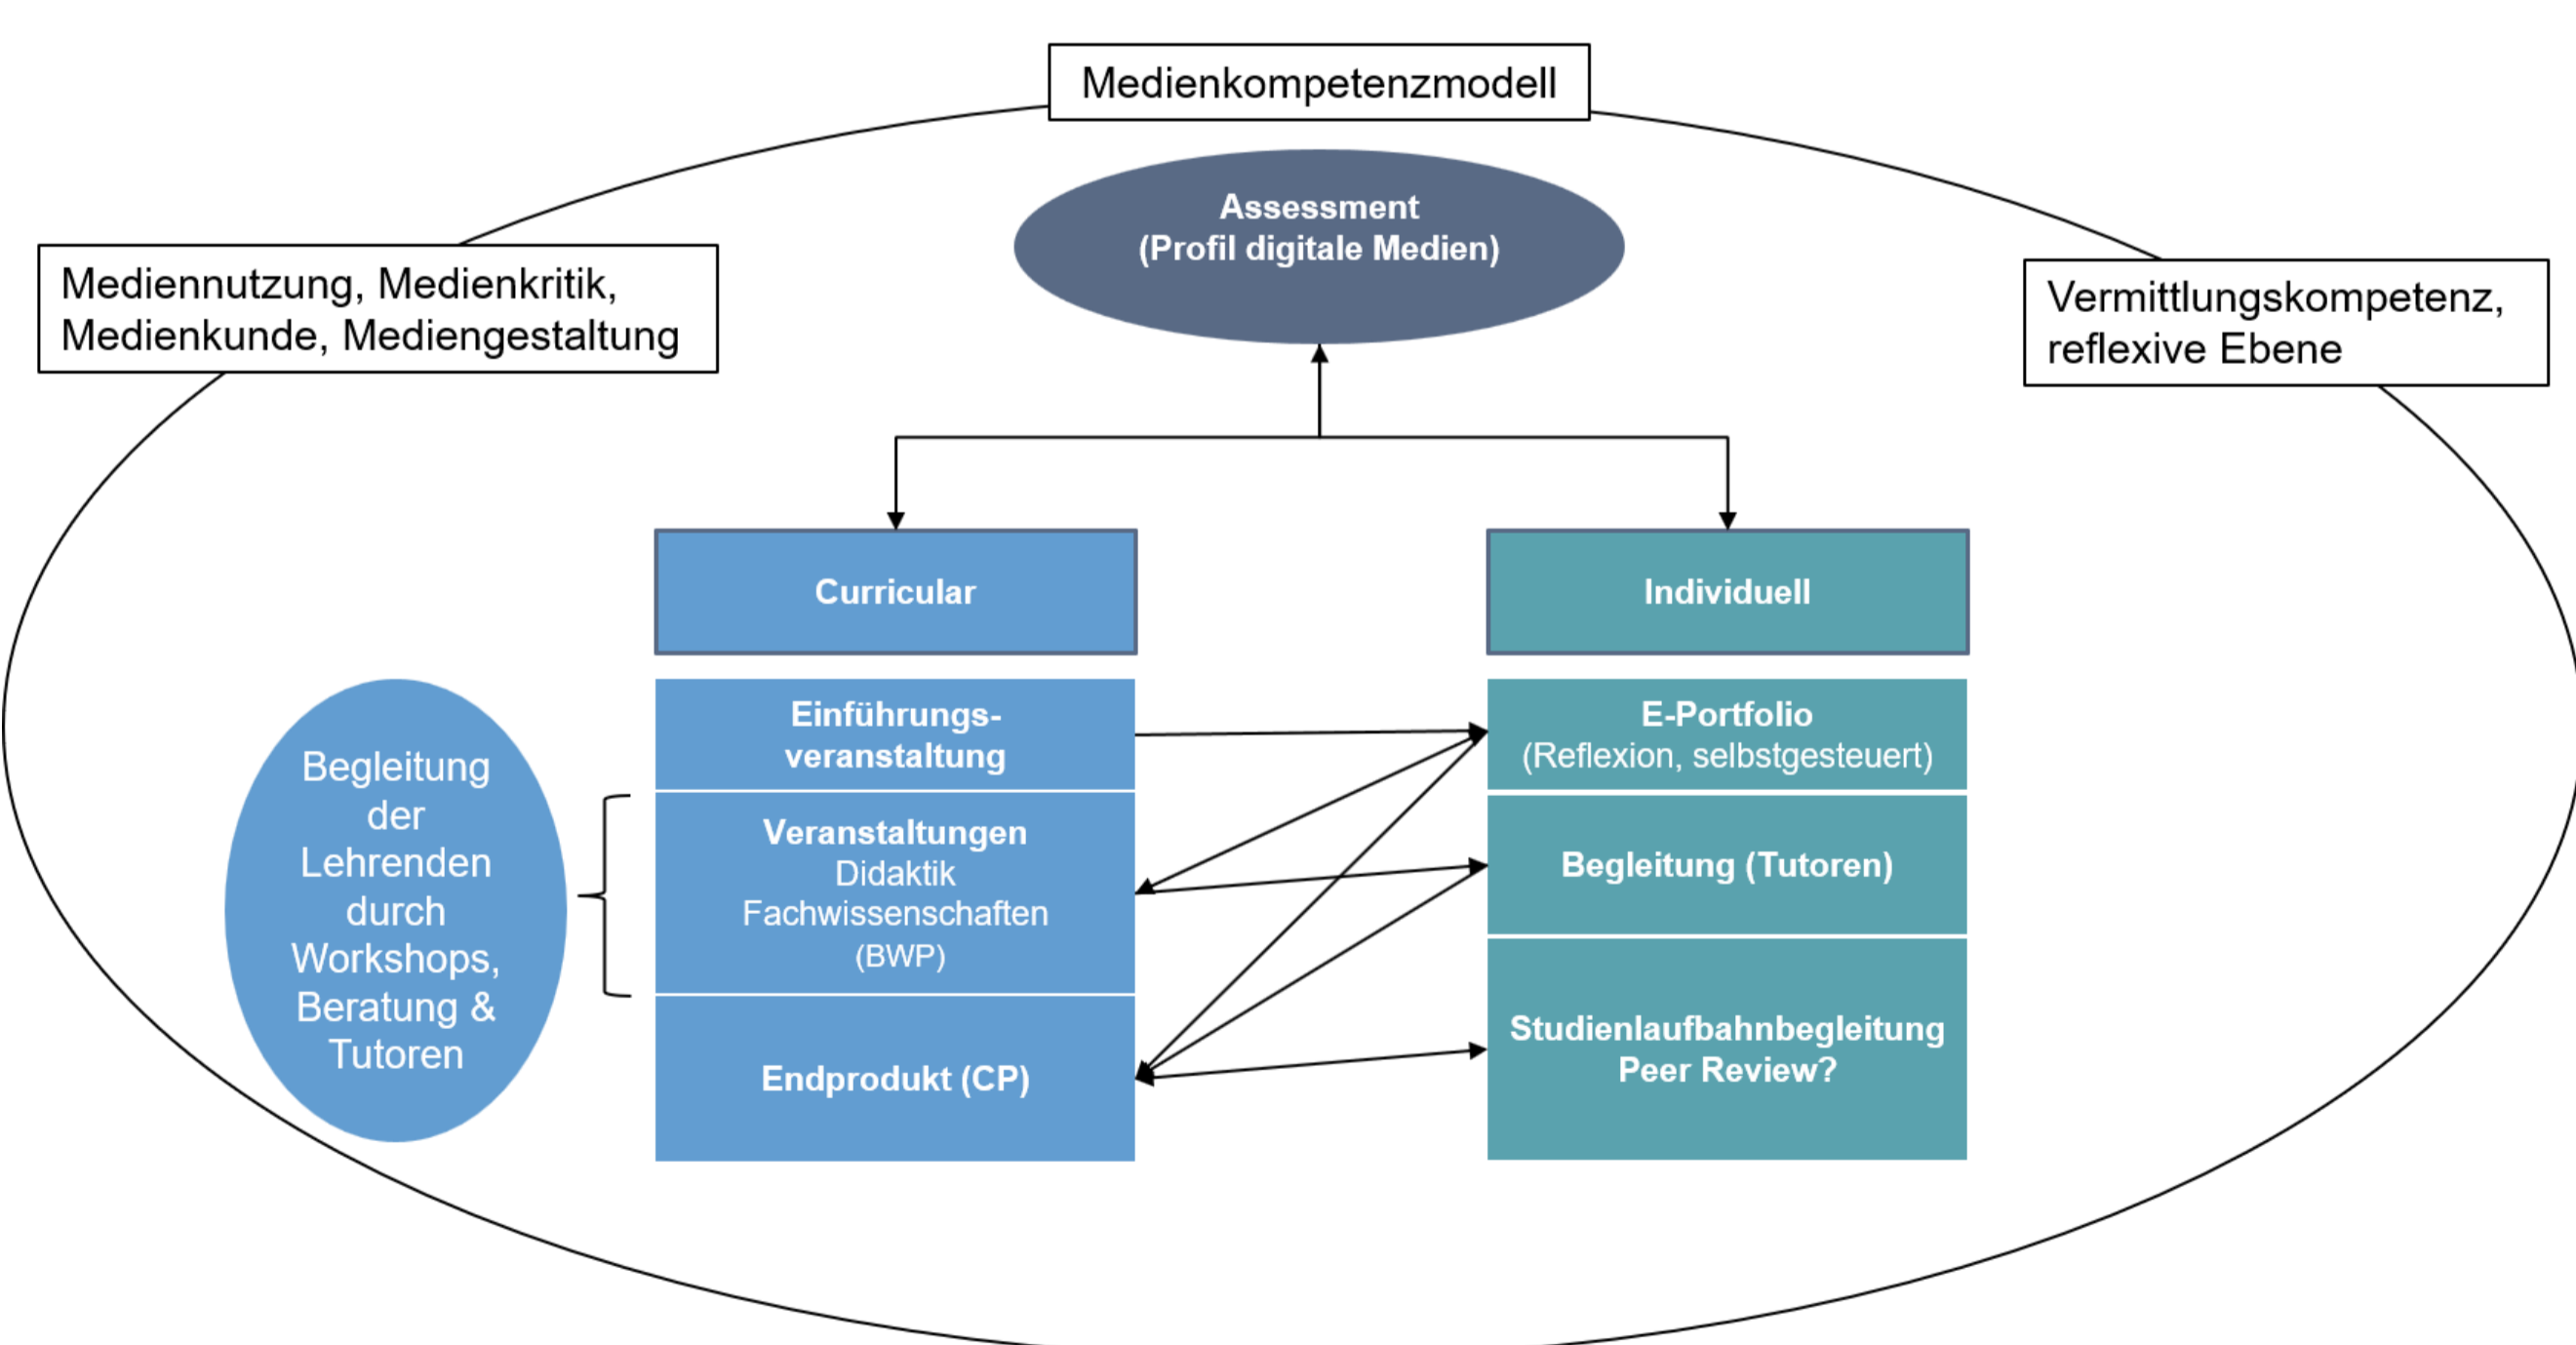 Medienkompetenzmodell
Assessment
(Profil digitale Medien)
Mediennutzung, Medienkritik,
Medienkunde, Mediengestaltung
Vermittlungskompetenz,
reflexive Ebene
Curricular
Individuell
Begleitung
der
Lehrenden
durch
Workshops,
Beratung &
Tutoren
Einführungs-
veranstaltung
Veranstaltungen
Didaktik
Fachwissenschaften
(BWP)
Endprodukt (CP)
E-Portfolio
(Reflexion, selbstgesteuert)
Begleitung (Tutoren)
Studienlaufbahnbegleitung
Peer Review?